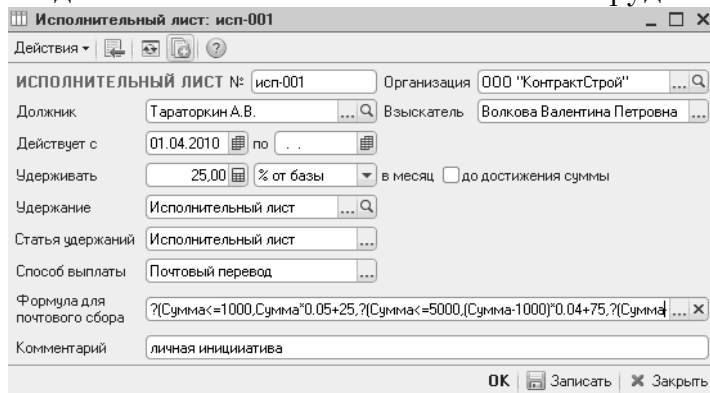 Исполнительный лист: исп-001
Действия
ИСПОЛНИТЕЛЬНЫЙ ЛИСТ № исп-001 Организация ООО "КонтрактСтрой" ...
Должник Тараторкин А.В. ... Взыскатель Волкова Валентина Петровна ...
Действует с 01.04.2010 по . .
Удерживать 25,00 % от базы в месяц до достижения суммы
Удержание Исполнительный лист ...
Статья удержаний Исполнительный лист ...
Способ выплаты Почтовый перевод ...
Формула для
почтового сбора ?(Сумма<=1000,Сумма*0.05+25,?(Сумма<=5000,(Сумма-1000)*0.04+75,?(Сумма ... ×
Комментарий личная иницииатива
OK Записать Закрыть